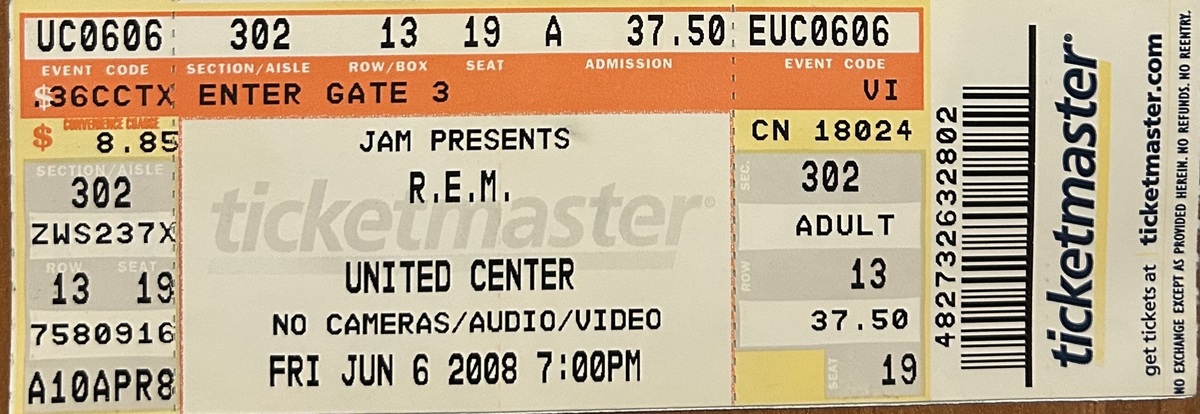 UC0606 302 13 19 A 37.50 EUC0606
EVENT CODE SECTION/AISLE ROW/BOX SEAT ADMISSION EVENT CODE
$.36CCTX ENTER GATE 3 VI
CONVENIENCE CHARGE
$ 8.85
SECTION/AISLE
302
ZWS237X
ROW SEAT
13 19
7580916
A10APR8
JAM PRESENTS
R.E.M.
ticketmaster®
UNITED CENTER
NO CAMERAS/AUDIO/VIDEO
FRI JUN 6 2008 7:00PM
CN 18024
SEC. 302
ADULT
ROW 13
37.50
SEAT 19
482732632802
ticketmaster®
get tickets at ticketmaster.com
NO EXCHANGE EXCEPT AS PROVIDED HEREIN. NO REFUNDS. NO REENTRY.